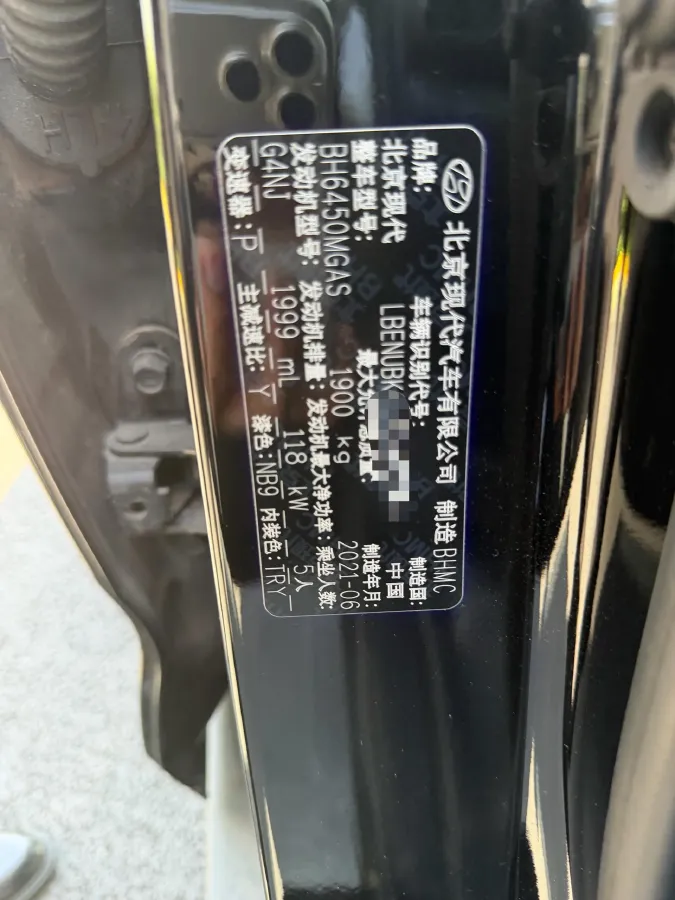 北京现代汽车有限公司 制造 BHMC
品牌: 车辆识别代号: 制造国:
北京现代 LBENUBK 中国
整车型号: 最大允 总质量: 制造年月:
BH6450MGAS 1900 kg 2021-06
发动机型号: 发动机排量: 发动机最大净功率: 乘坐人数:
G4NJ 1999 mL 118 kW 5人
变速器: P 主减速比: Y 漆色: NB9 内装色: TRY